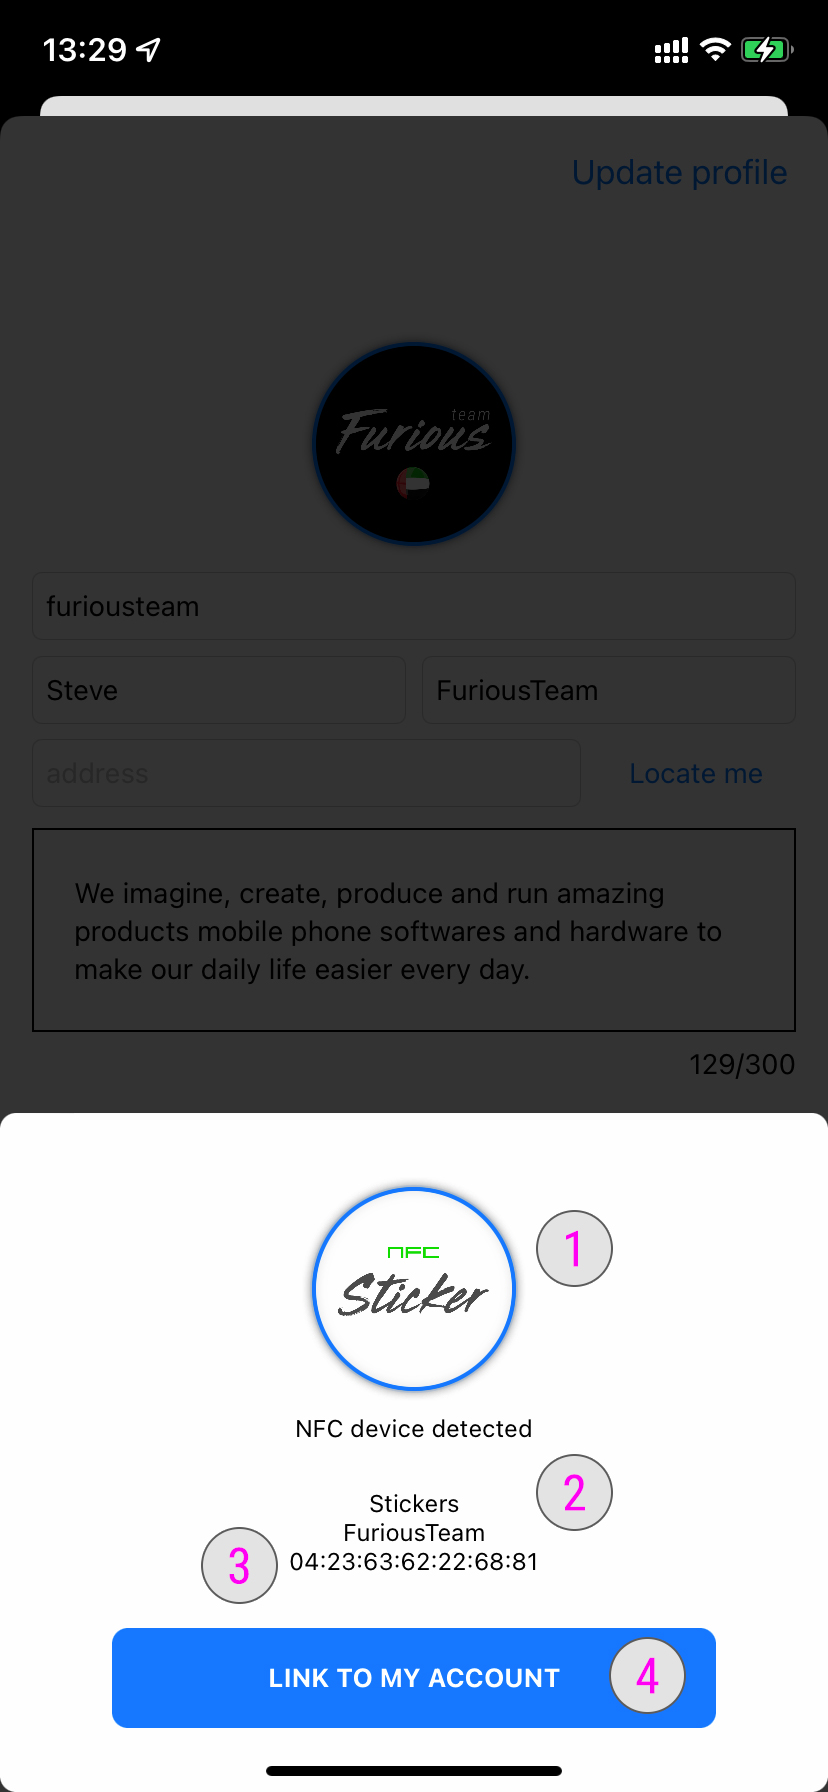 13:29
Update profile
team
Furious
furiousteam
Steve
FuriousTeam
address
Locate me
We imagine, create, produce and run amazing
products mobile phone softwares and hardware to
make our daily life easier every day.
129/300
NFC
Sticker
1
NFC device detected
2
Stickers
FuriousTeam
3
04:23:63:62:22:68:81
LINK TO MY ACCOUNT
4